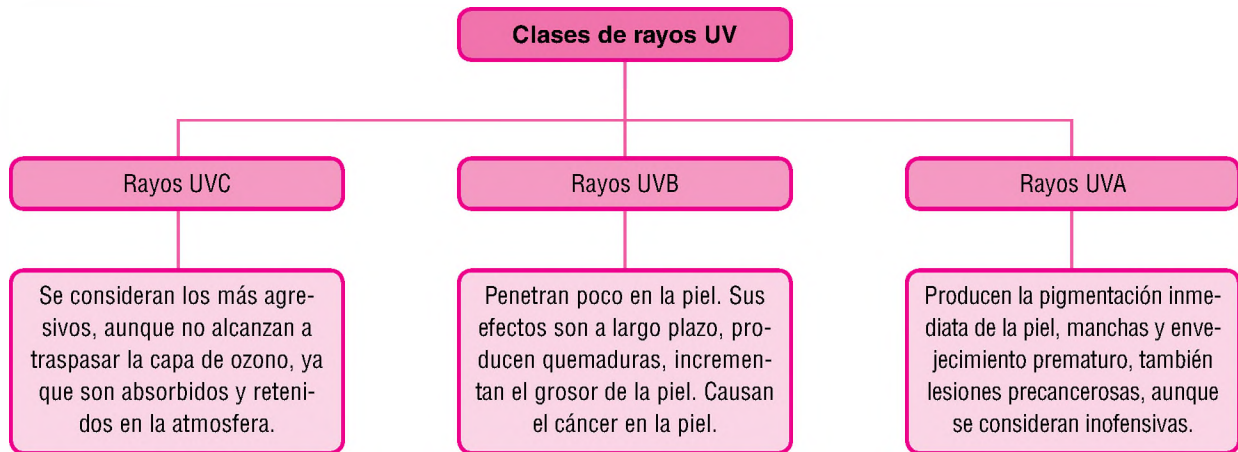 Clases de rayos UV
Rayos UVC
Rayos UVB
Rayos UVA
Se consideran los más agre-
sivos, aunque no alcanzan a
traspasar la capa de ozono, ya
que son absorbidos y reteni-
dos en la atmosfera.
Penetran poco en la piel. Sus
efectos son a largo plazo, pro-
ducen quemaduras, incremen-
tan el grosor de la piel. Causan
el cáncer en la piel.
Producen la pigmentación inme-
diata de la piel, manchas y enve-
jecimiento prematuro, también
lesiones precancerosas, aunque
se consideran inofensivas.